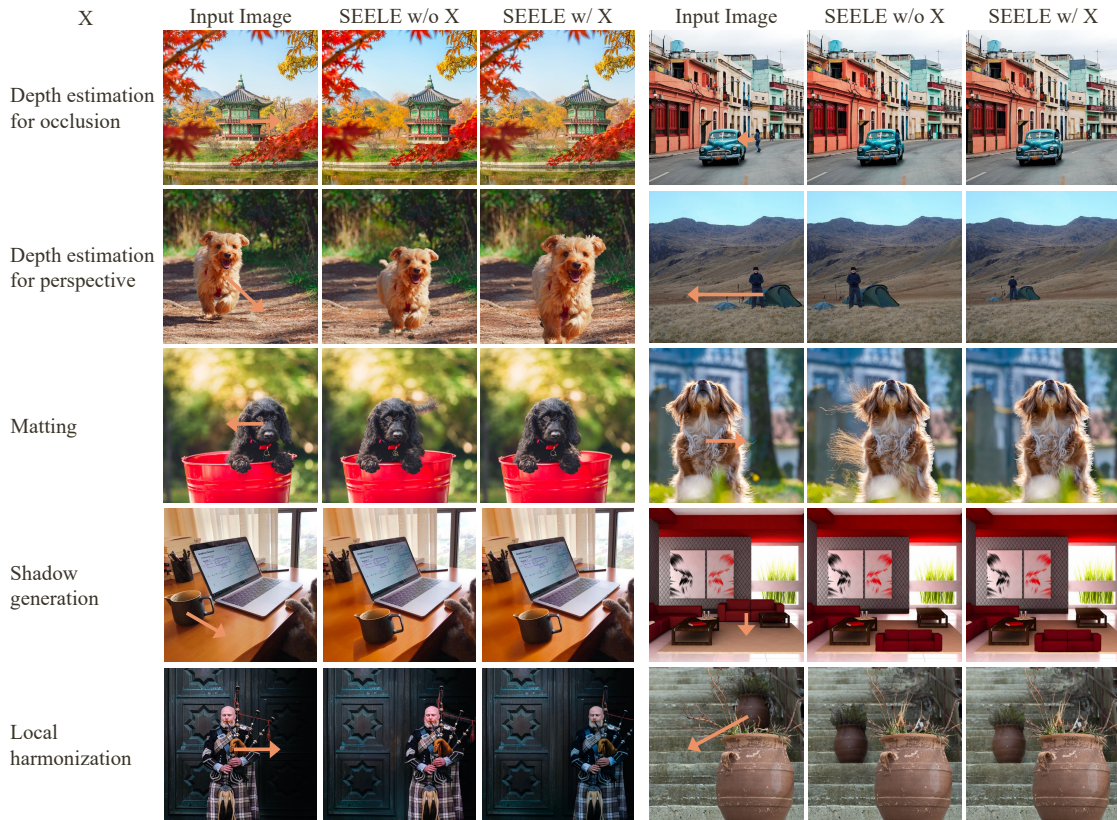 X
Input Image
SEELE w/o X
SEELE w/ X
Input Image
SEELE w/o X
SEELE w/ X
Depth estimation
for occlusion
Depth estimation
for perspective
Matting
Shadow
generation
Local
harmonization